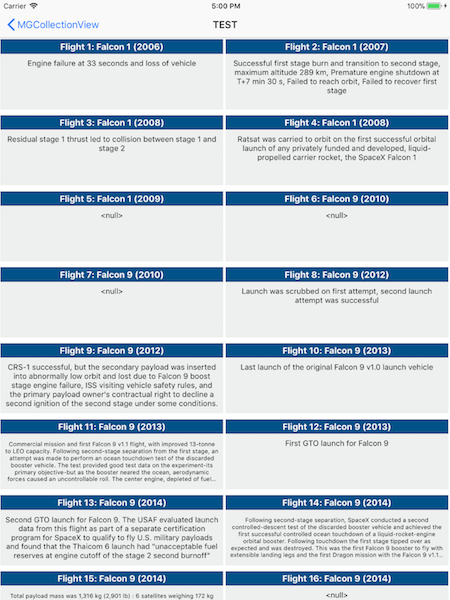 Carrier 5:00 PM 100%
MGCollectionView TEST
Flight 1: Falcon 1 (2006)
Engine failure at 33 seconds and loss of vehicle
Flight 2: Falcon 1 (2007)
Successful first stage burn and transition to second stage,
maximum altitude 289 km, Premature engine shutdown at
T+7 min 30 s, Failed to reach orbit, Failed to recover first
stage
Flight 3: Falcon 1 (2008)
Residual stage 1 thrust led to collision between stage 1 and
stage 2
Flight 4: Falcon 1 (2008)
Ratsat was carried to orbit on the first successful orbital
launch of any privately funded and developed, liquid-
propelled carrier rocket, the SpaceX Falcon 1
Flight 5: Falcon 1 (2009)
<null>
Flight 6: Falcon 9 (2010)
<null>
Flight 7: Falcon 9 (2010)
<null>
Flight 8: Falcon 9 (2012)
Launch was scrubbed on first attempt, second launch
attempt was successful
Flight 9: Falcon 9 (2012)
CRS-1 successful, but the secondary payload was inserted
into abnormally low orbit and lost due to Falcon 9 boost
stage engine failure, ISS visiting vehicle safety rules, and
the primary payload owner's contractual right to decline a
second ignition of the second stage under some conditions.
Flight 10: Falcon 9 (2013)
Last launch of the original Falcon 9 v1.0 launch vehicle
Flight 11: Falcon 9 (2013)
Commercial mission and first Falcon 9 v1.1 flight, with improved 13-tonne
to LEO capacity. Following second-stage separation from the first stage, an
attempt was made to perform an ocean touchdown test of the discarded
booster vehicle. The test provided good test data on the experiment-its
primary objective-but as the booster neared the ocean, aerodynamic
forces caused an uncontrollable roll. The center engine, depleted of fuel...
Flight 12: Falcon 9 (2013)
First GTO launch for Falcon 9
Flight 13: Falcon 9 (2014)
Second GTO launch for Falcon 9. The USAF evaluated launch
data from this flight as part of a separate certification
program for SpaceX to qualify to fly U.S. military payloads
and found that the Thaicom 6 launch had "unacceptable fuel
reserves at engine cutoff of the stage 2 second burnoff"
Flight 14: Falcon 9 (2014)
Following second-stage separation, SpaceX conducted a second
controlled-descent test of the discarded booster vehicle and achieved the
first successful controlled ocean touchdown of a liquid-rocket-engine
orbital booster. Following touchdown the first stage tipped over as
expected and was destroyed. This was the first Falcon 9 booster to fly with
extensible landing legs and the first Dragon mission with the Falcon 9 v1.1...
Flight 15: Falcon 9 (2014)
Total payload mass was 1,316 kg (2,901 lb) : 6 satellites weighing 172 kg
Flight 16: Falcon 9 (2014)
<null>